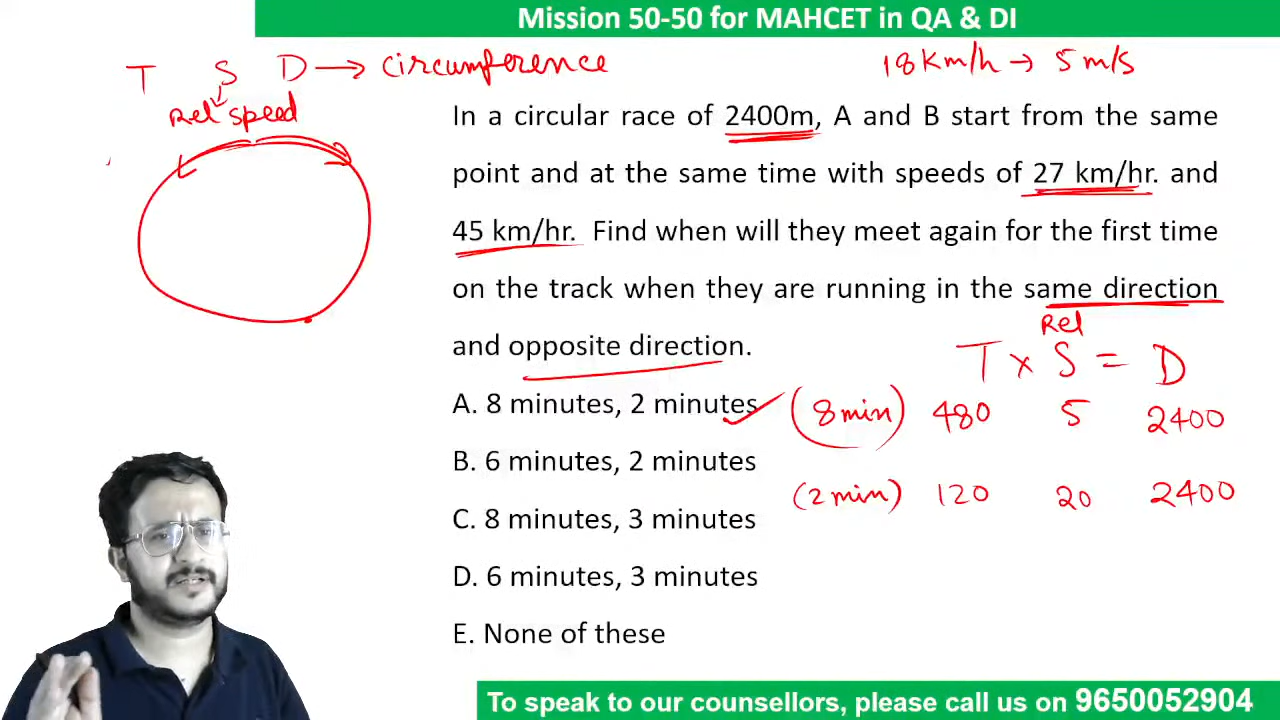 Mission 50-50 for MAHCET in QA & DI
T S D → circumference
18 Km/h → 5 m/s
Rel speed
In a circular race of 2400m, A and B start from the same
point and at the same time with speeds of 27 km/hr. and
45 km/hr. Find when will they meet again for the first time
on the track when they are running in the same direction
and opposite direction.
Rel
T × S = D
A. 8 minutes, 2 minutes
(8 min) 480 5 2400
B. 6 minutes, 2 minutes
(2 min) 120 20 2400
C. 8 minutes, 3 minutes
D. 6 minutes, 3 minutes
E. None of these
To speak to our counsellors, please call us on 9650052904